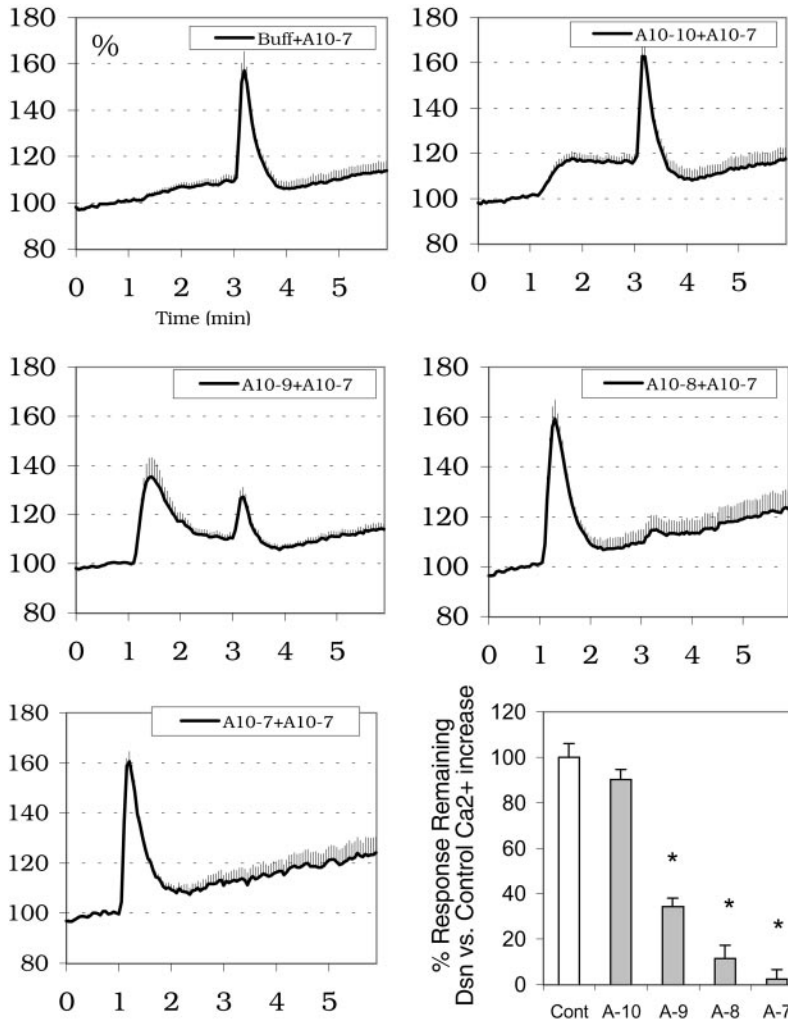 %
Buff+A10-7
160
140
120
100
80
0 1 2 3 4 5
Time (min)
A10-10+A10-7
160
140
120
100
80
0 1 2 3 4 5
180
A10-9+A10-7
160
140
120
100
80
0 1 2 3 4 5
180
A10-8+A10-7
160
140
120
100
80
0 1 2 3 4 5
180
A10-7+A10-7
160
140
120
100
80
0 1 2 3 4 5
% Response Remaining
Dsn vs. Control Ca2+ increase
120
100
80
60
40
20
0
*
*
*
Cont A-10 A-9 A-8 A-7